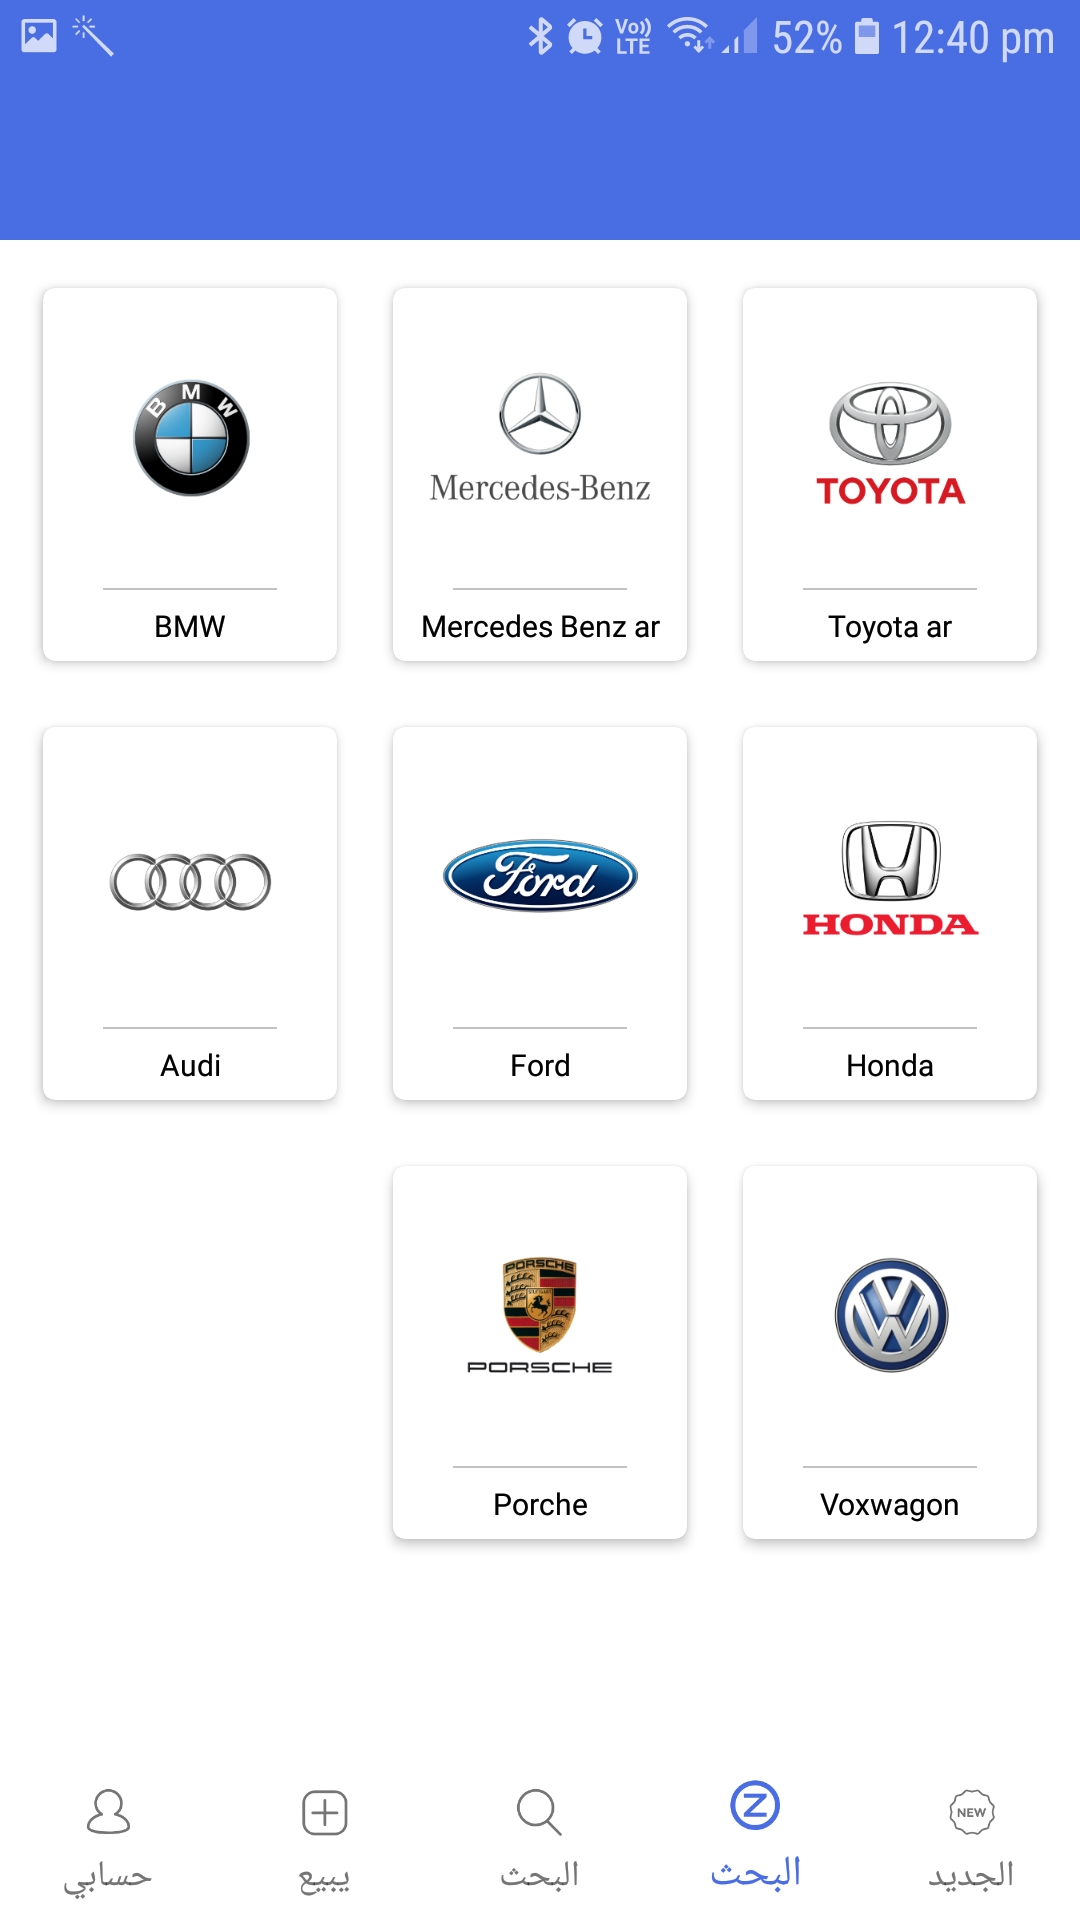 Vo)) LTE 52% 12:40 pm
BMW
Mercedes-Benz
TOYOTA
BMW
Mercedes Benz ar
Toyota ar
Ford
HONDA
Audi
Ford
Honda
PORSCHE
PORSCHE
Porche
Voxwagon
NEW
الجديد
البحث
البحث
يبيع
حسابي